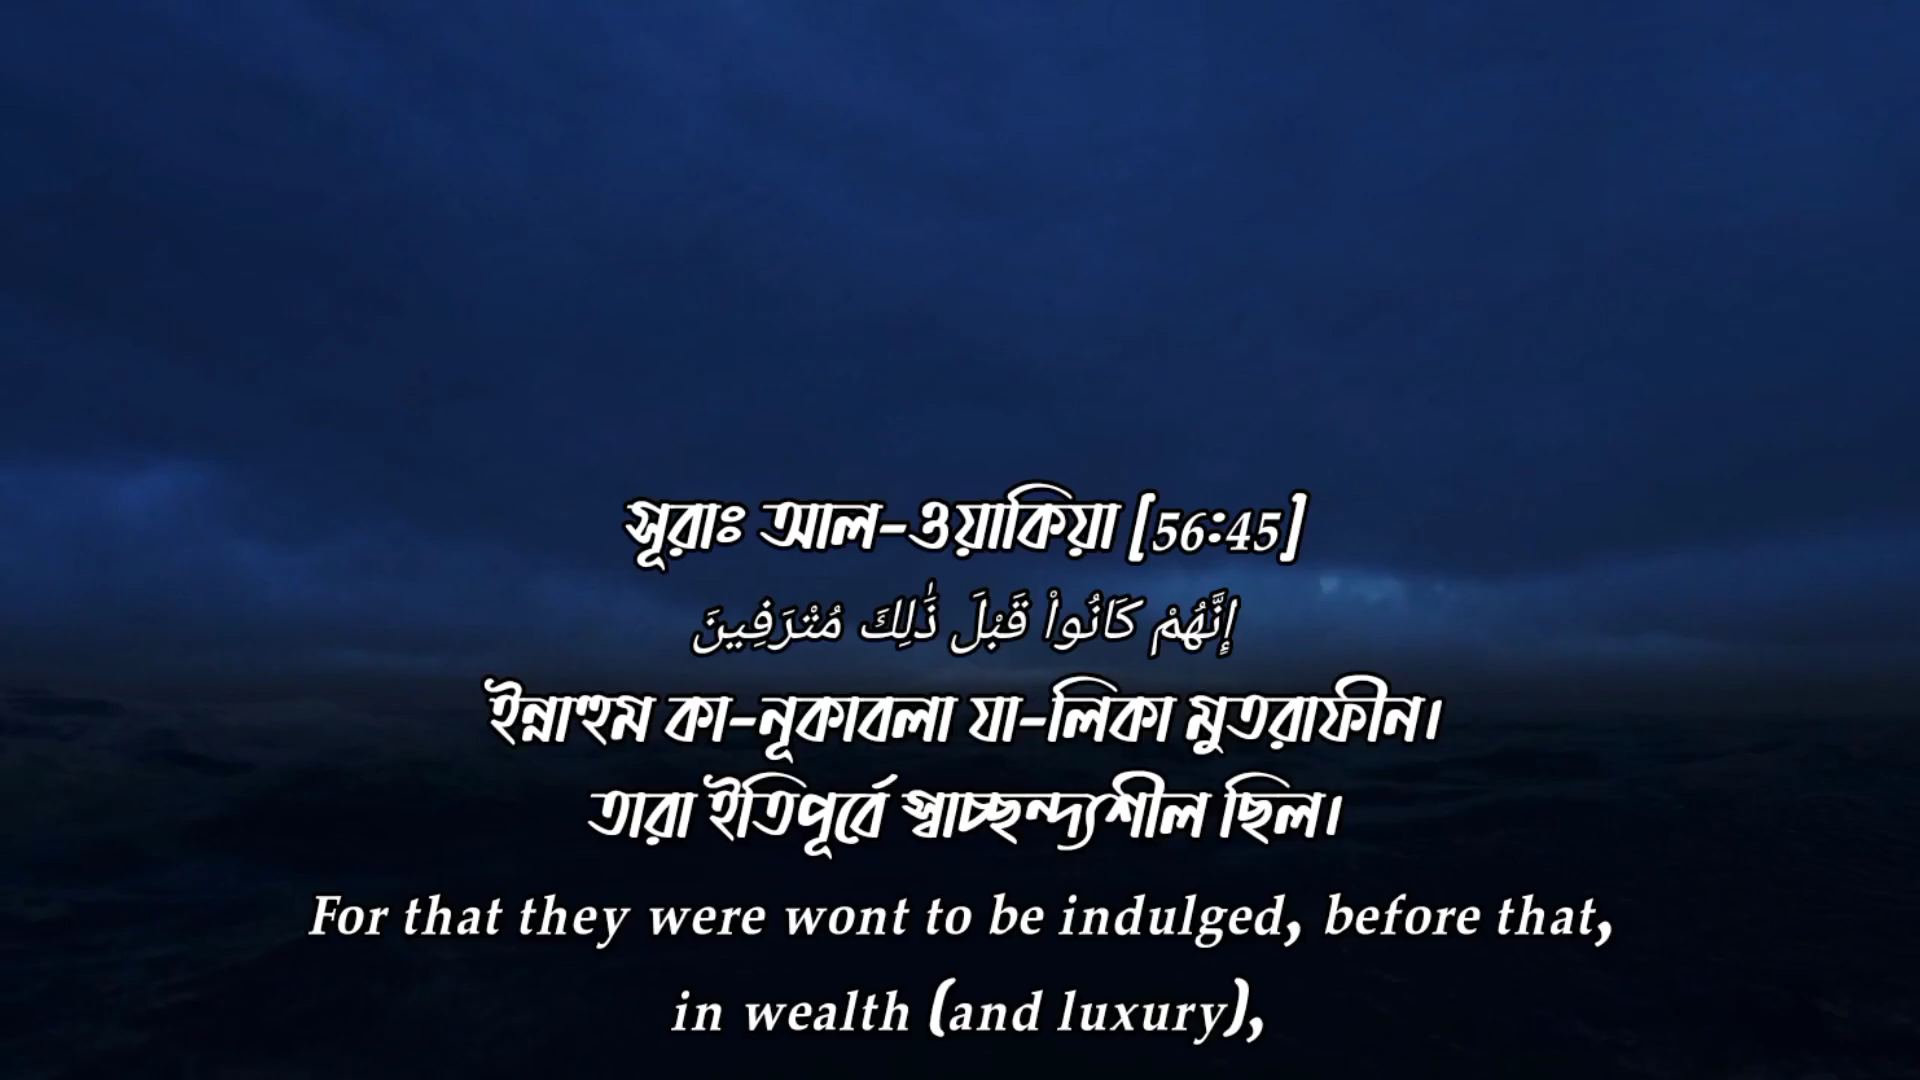 সূরাঃ আল-ওয়াকিয়া [56:45]
إِنَّهُمْ كَانُوا۟ قَبْلَ ذَٰلِكَ مُتْرَفِينَ
ইন্নাহুম কা-নূকাবলা যা-লিকা মুতরাফীন।
তারা ইতিপূর্বে স্বাচ্ছন্দ্যশীল ছিল।
For that they were wont to be indulged, before that,
in wealth (and luxury),